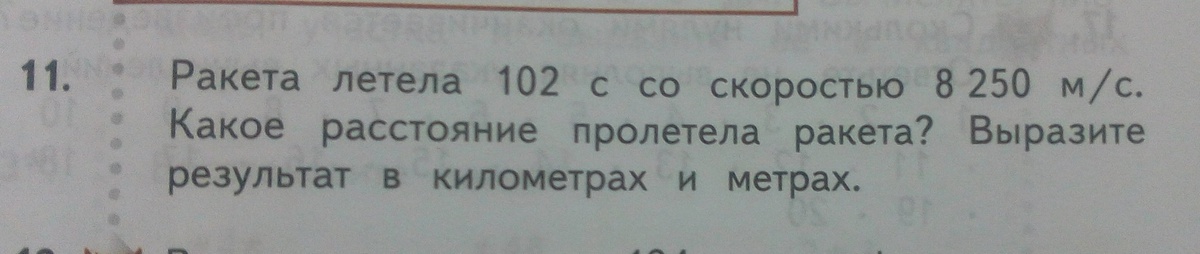 11. Ракета летела 102 с со скоростью 8 250 м/с.
Какое расстояние пролетела ракета? Выразите
результат в километрах и метрах.